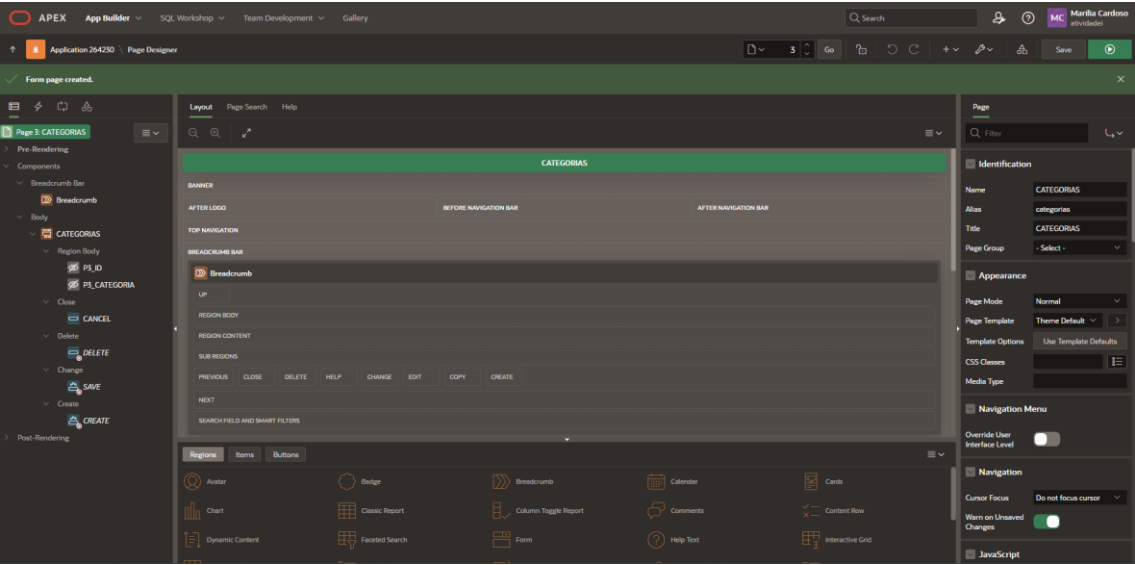 APEX App Builder SQL Workshop Team Development Gallery Search MC Marília Cardoso
atividadei
Application 264230 \ Page Designer 3 Go Save
Form page created.
Layout Page Search Help
Page
Page 3: CATEGORIAS
Filter
Pre-Rendering
Components
Breadcrumb Bar
Breadcrumb
Body
CATEGORIAS
Region Body
P3_ID
P3_CATEGORIA
Close
CANCEL
Delete
DELETE
Change
SAVE
Create
CREATE
Post-Rendering
CATEGORIAS
BANNER
AFTER LOGO BEFORE NAVIGATION BAR AFTER NAVIGATION BAR
TOP NAVIGATION
BREADCRUMB BAR
Breadcrumb
UP
REGION BODY
REGION CONTENT
SUB REGIONS
PREVIOUS CLOSE DELETE HELP CHANGE EDIT COPY CREATE
NEXT
SEARCH FIELD AND SMART FILTERS
Regions Items Buttons
Avatar Badge Breadcrumb Calendar Cards
Chart Classic Report Column Toggle Report Comments Content Row
Dynamic Content Faceted Search Form Help Text Interactive Grid
Identification
Name CATEGORIAS
Alias categorias
Title CATEGORIAS
Page Group - Select -
Appearance
Page Mode Normal
Page Template Theme Default
Template Options Use Template Defaults
CSS Classes
Media Type
Navigation Menu
Override User
Interface Level
Navigation
Cursor Focus Do not focus cursor
Warn on Unsaved
Changes
JavaScript